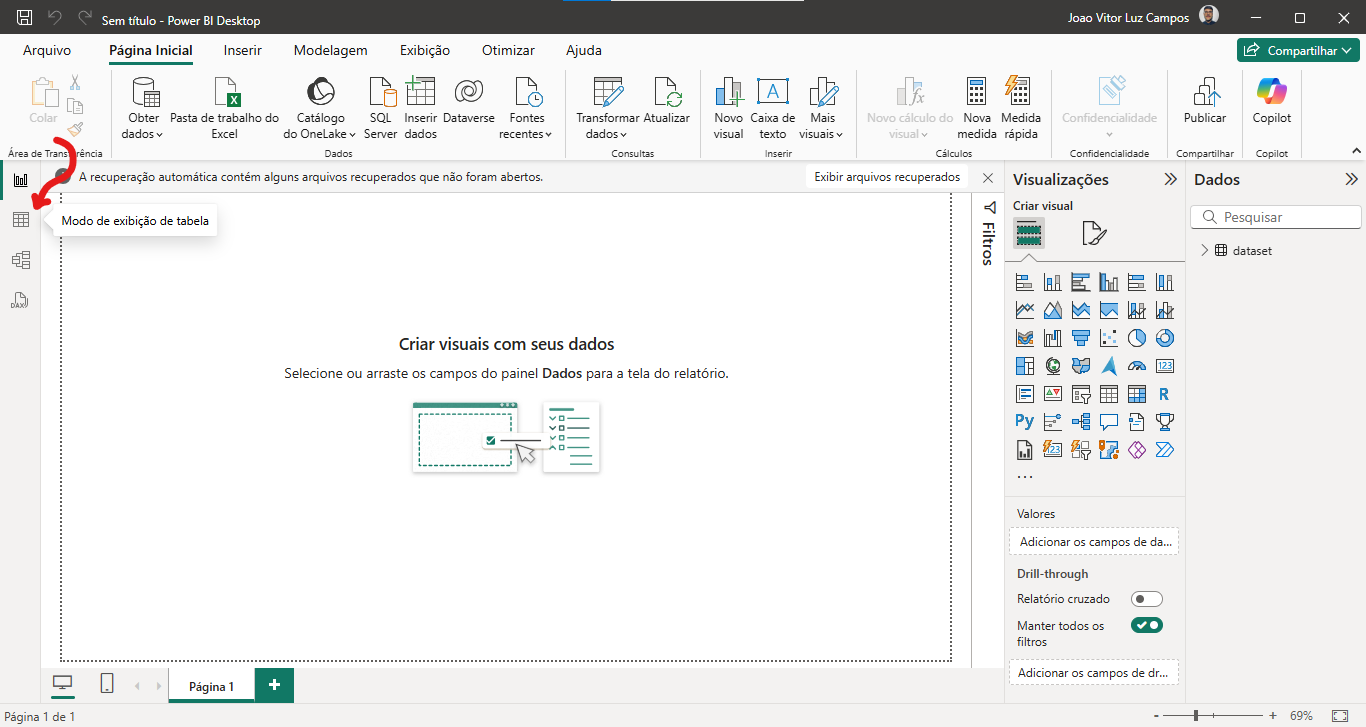 Sem título - Power BI Desktop
Joao Vitor Luz Campos
Arquivo
Página Inicial
Inserir
Modelagem
Exibição
Otimizar
Ajuda
Compartilhar
Colar
Obter
dados
Pasta de trabalho do
Excel
Catálogo
do OneLake
SQL
Server
Inserir
dados
Dataverse
Fontes
recentes
Transformar
dados
Atualizar
Novo
visual
Caixa de
texto
Mais
visuais
Novo cálculo do
visual
Nova
medida
Medida
rápida
Confidencialidade
Publicar
Copilot
Área de Transferência
Dados
Consultas
Inserir
Cálculos
Confidencialidade
Compartilhar
Copilot
A recuperação automática contém alguns arquivos recuperados que não foram abertos.
Exibir arquivos recuperados
Modo de exibição de tabela
DAX
Criar visuais com seus dados
Selecione ou arraste os campos do painel Dados para a tela do relatório.
Filtros
Visualizações
Criar visual
123
R
Py
123
...
Valores
Adicionar os campos de da...
Drill-through
Relatório cruzado
Manter todos os
filtros
Adicionar os campos de dr...
Dados
Pesquisar
dataset
Página 1
+
Página 1 de 1
- + 69%